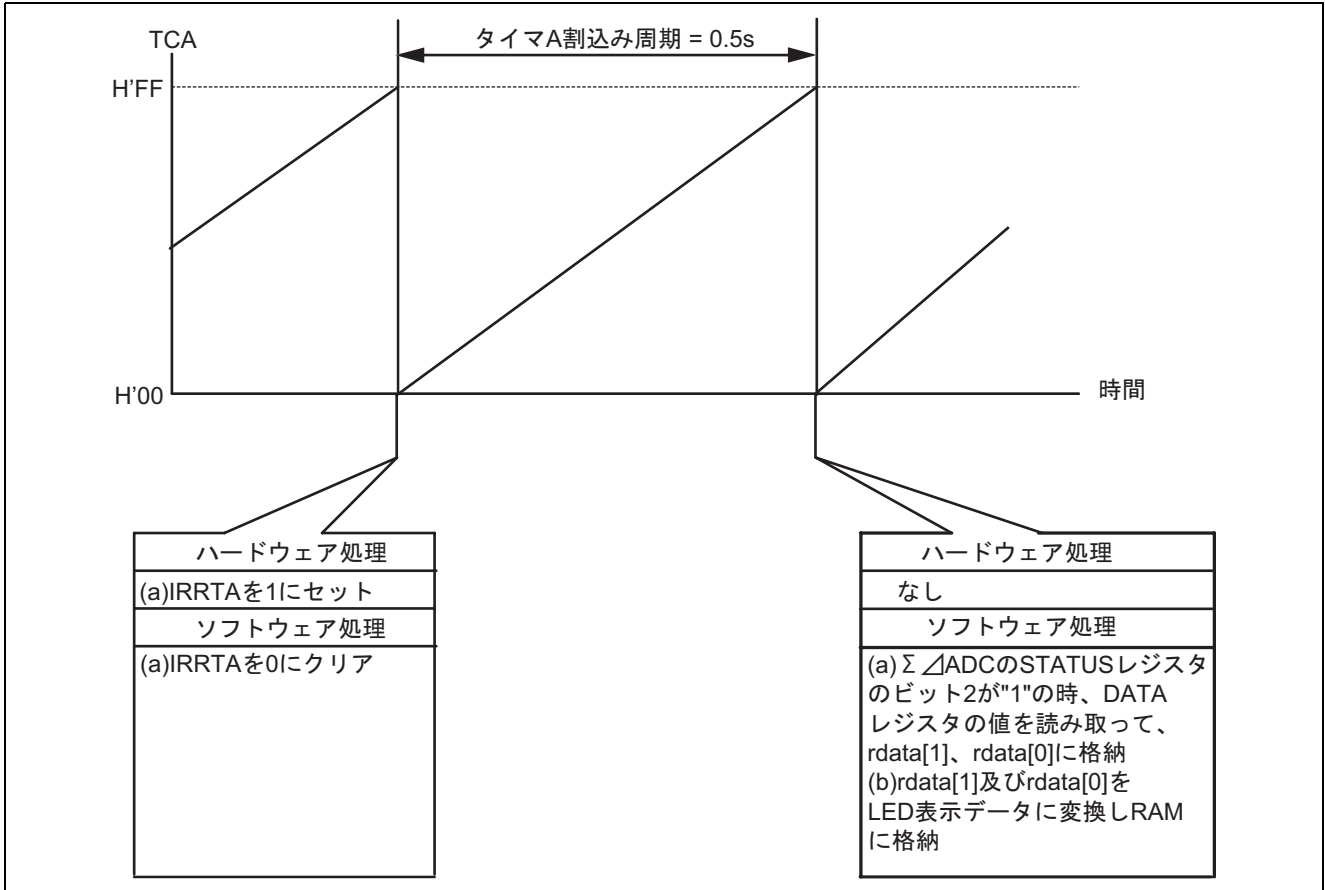 TCA
タイマA割込み周期 = 0.5s
H'FF
H'00
時間
ハードウェア処理
(a)IRRTAを1にセット
ソフトウェア処理
(a)IRRTAを0にクリア
ハードウェア処理
なし
ソフトウェア処理
(a)Σ⊿ADCのSTATUSレジスタ
のビット2が"1"の時、DATA
レジスタの値を読み取って、
rdata[1]、rdata[0]に格納
(b)rdata[1]及びrdata[0]を
LED表示データに変換しRAM
に格納